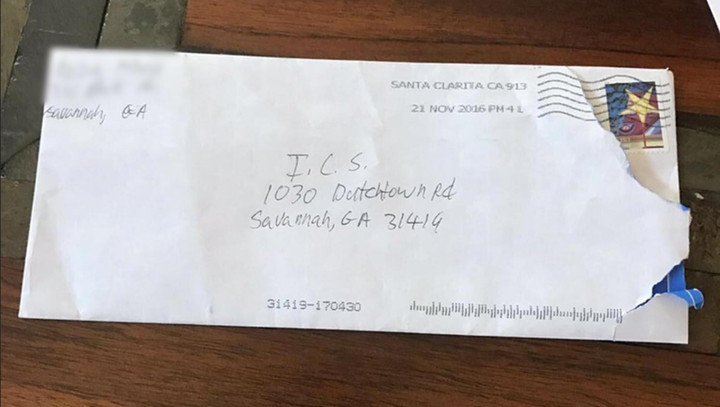 Savannah, GA
SANTA CLARITA CA 913
21 NOV 2016 PM 4 L
I. C. S.
1030 Dutchtown Rd
Savannah, GA 31419
31419-170430